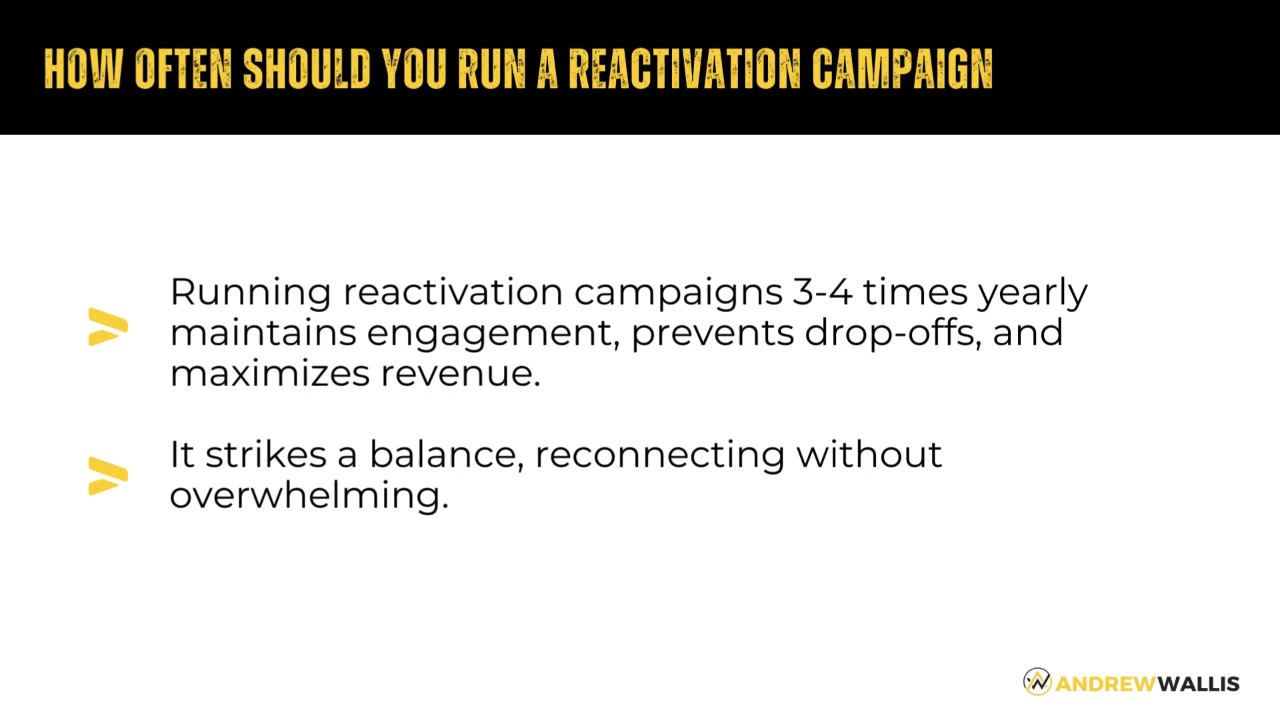 HOW OFTEN SHOULD YOU RUN A REACTIVATION CAMPAIGN
Running reactivation campaigns 3-4 times yearly
maintains engagement, prevents drop-offs, and
maximizes revenue.
It strikes a balance, reconnecting without
overwhelming.
ANDREWWALLIS